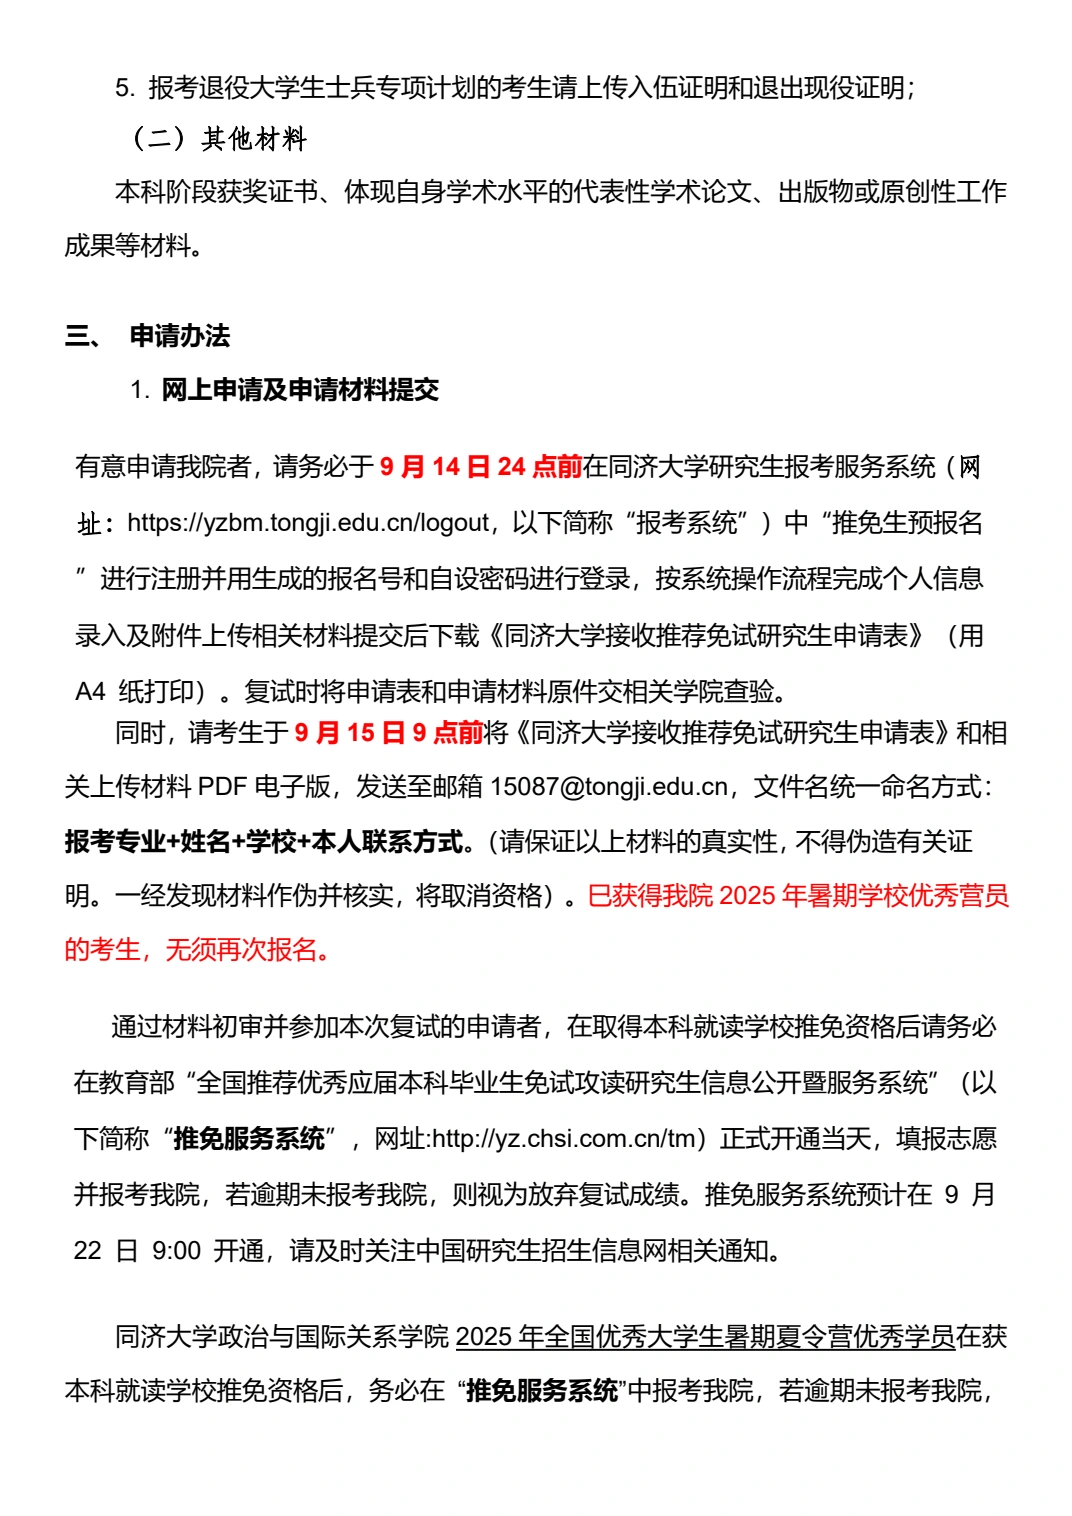 5. 报考退役大学生士兵专项计划的考生请上传入伍证明和退出现役证明；
（二）其他材料
本科阶段获奖证书、体现自身学术水平的代表性学术论文、出版物或原创性工作
成果等材料。
三、 申请办法
1. 网上申请及申请材料提交
有意申请我院者，请务必于 9 月 14 日 24 点前在同济大学研究生报考服务系统（网
址：https://yzbm.tongji.edu.cn/logout，以下简称“报考系统”）中“推免生预报名
”进行注册并用生成的报名号和自设密码进行登录，按系统操作流程完成个人信息
录入及附件上传相关材料提交后下载《同济大学接收推荐免试研究生申请表》（用
A4 纸打印）。复试时将申请表和申请材料原件交相关学院查验。
同时，请考生于 9 月 15 日 9 点前将《同济大学接收推荐免试研究生申请表》和相
关上传材料 PDF 电子版，发送至邮箱 15087@tongji.edu.cn，文件名统一命名方式：
报考专业+姓名+学校+本人联系方式。（请保证以上材料的真实性，不得伪造有关证
明。一经发现材料作伪并核实，将取消资格）。已获得我院 2025 年暑期学校优秀营员
的考生，无须再次报名。
通过材料初审并参加本次复试的申请者，在取得本科就读学校推免资格后请务必
在教育部“全国推荐优秀应届本科毕业生免试攻读研究生信息公开暨服务系统”（以
下简称“推免服务系统”，网址:http://yz.chsi.com.cn/tm）正式开通当天，填报志愿
并报考我院，若逾期未报考我院，则视为放弃复试成绩。推免服务系统预计在 9 月
22 日 9:00 开通，请及时关注中国研究生招生信息网相关通知。
同济大学政治与国际关系学院 2025 年全国优秀大学生暑期夏令营优秀学员在获
本科就读学校推免资格后，务必在 “推免服务系统”中报考我院，若逾期未报考我院，